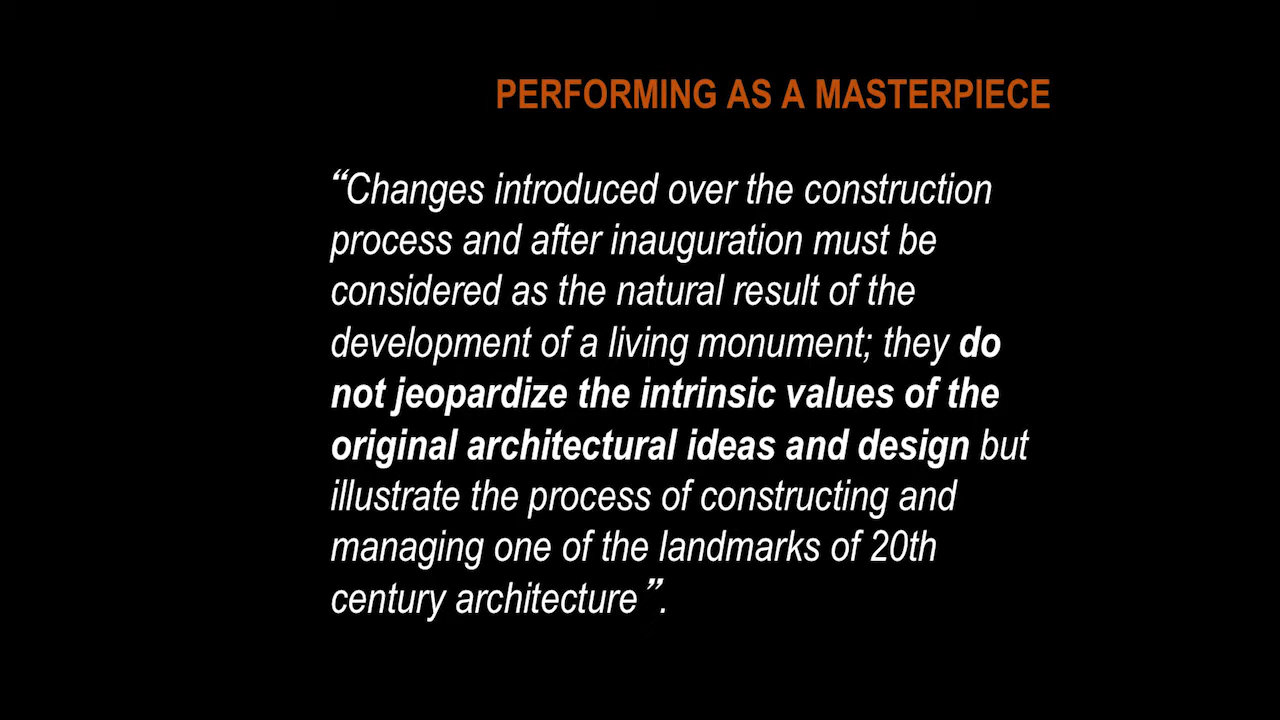 PERFORMING AS A MASTERPIECE
“Changes introduced over the construction
process and after inauguration must be
considered as the natural result of the
development of a living monument; they do
not jeopardize the intrinsic values of the
original architectural ideas and design but
illustrate the process of constructing and
managing one of the landmarks of 20th
century architecture”.